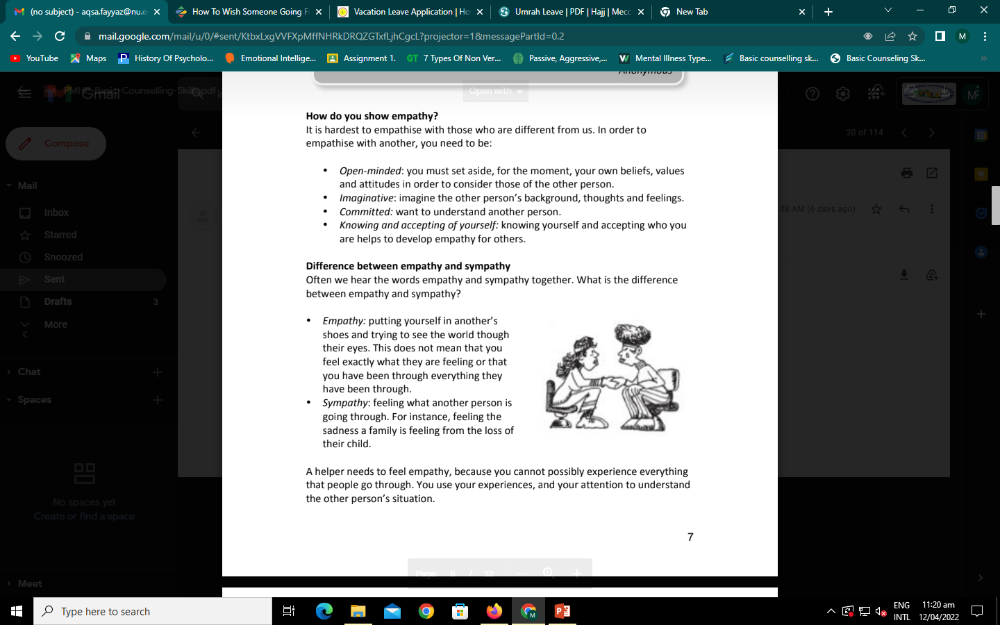 (no subject) - aqsa.fayyaz@nu.e
How To Wish Someone Going F
Vacation Leave Application | Ho
Umrah Leave | PDF | Hajj | Mecc
New Tab
mail.google.com/mail/u/0/#sent/KtbxLxgVVFXpMffNHRkDRQZGTxfLjhCgcL?projector=1&messagePartId=0.2
M
YouTube
Maps
History Of Psycholo...
Emotional Intellige...
Assignment 1.
GT 7 Types Of Non Ver...
Passive, Aggressive,...
Mental Illness Type...
Basic counselling sk...
Basic Counseling Sk...
Anonymous
PMHP-Basic-Counselling-Skills.pdf
Gmail
Open with
Compose
20 of 114
Mail
Inbox
Starred
Snoozed
Sent
Drafts 3
More
Chat
Spaces
No spaces yet
Create or find a space
Meet
:48 AM (6 days ago)
How do you show empathy?
It is hardest to empathise with those who are different from us. In order to
empathise with another, you need to be:
• Open-minded: you must set aside, for the moment, your own beliefs, values
and attitudes in order to consider those of the other person.
• Imaginative: imagine the other person's background, thoughts and feelings.
• Committed: want to understand another person.
• Knowing and accepting of yourself: knowing yourself and accepting who you
are helps to develop empathy for others.
Difference between empathy and sympathy
Often we hear the words empathy and sympathy together. What is the difference
between empathy and sympathy?
• Empathy: putting yourself in another's
shoes and trying to see the world though
their eyes. This does not mean that you
feel exactly what they are feeling or that
you have been through everything they
have been through.
• Sympathy: feeling what another person is
going through. For instance, feeling the
sadness a family is feeling from the loss of
their child.
A helper needs to feel empathy, because you cannot possibly experience everything
that people go through. You use your experiences, and your attention to understand
the other person's situation.
7
Page 8 / 32
Type here to search
ENG
INTL
11:20 am
12/04/2022